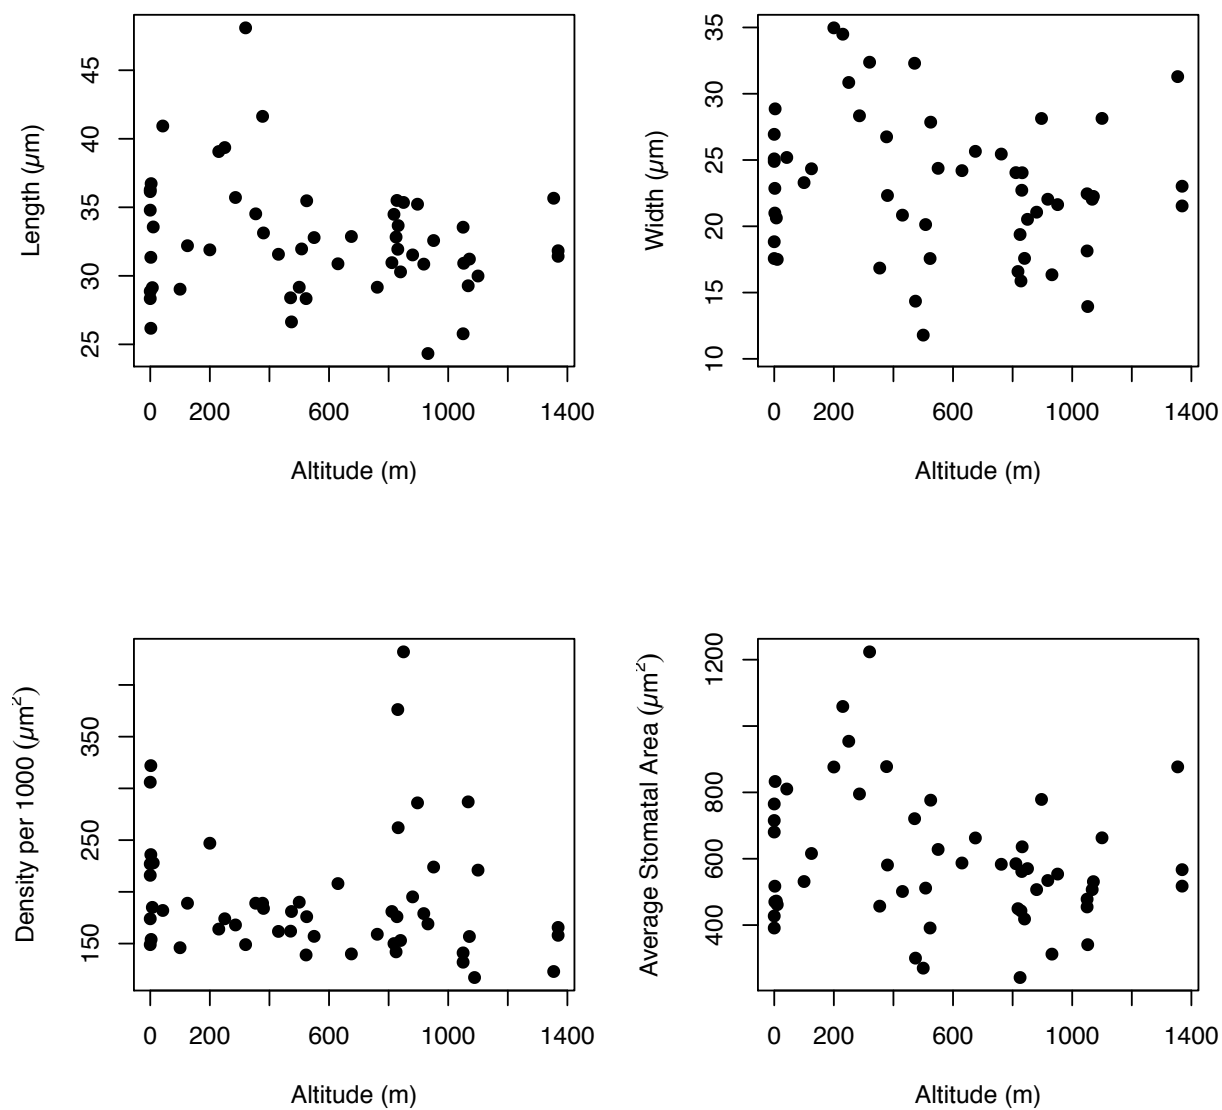 Length (µm)
45
40
35
30
25
0 200 600 1000 1400
Altitude (m)
Width (µm)
35
30
25
20
15
10
0 200 600 1000 1400
Altitude (m)
Density per 1000 (µm²)
350
250
150
0 200 600 1000 1400
Altitude (m)
Average Stomatal Area (µm²)
1200
800
600
400
0 200 600 1000 1400
Altitude (m)